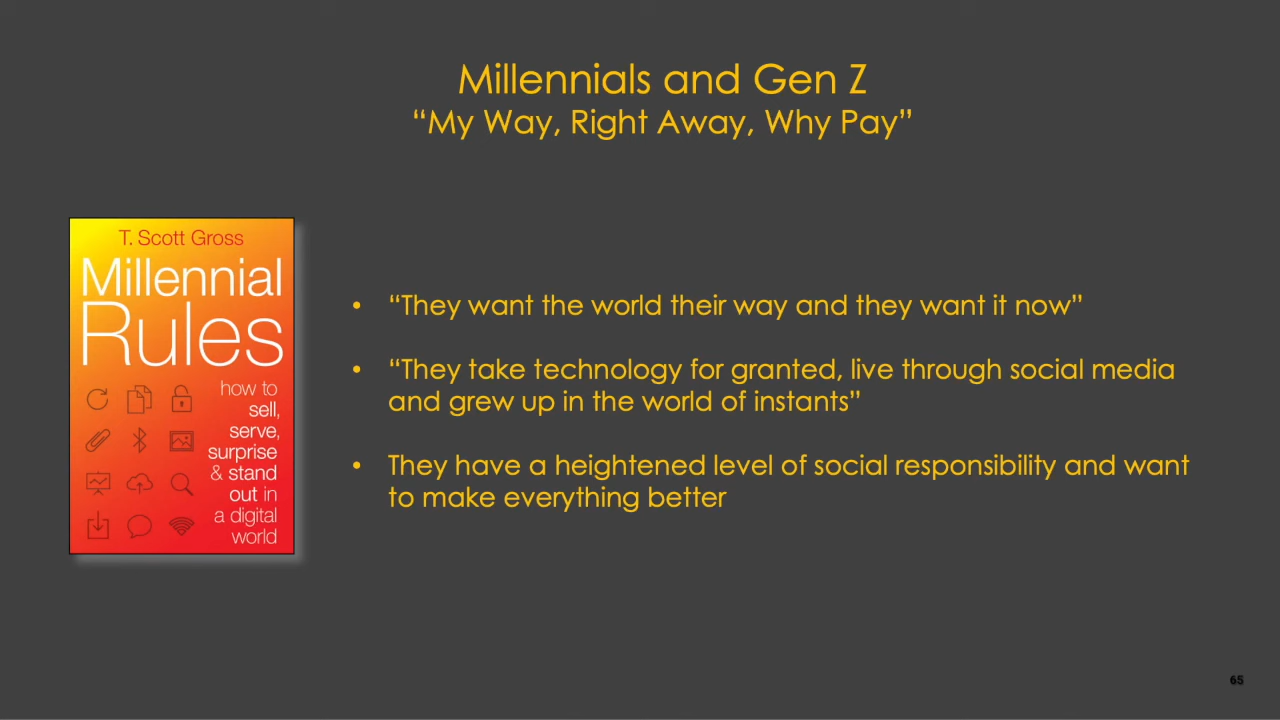 Millennials and Gen Z
“My Way, Right Away, Why Pay”
T. Scott Gross
Millennial
Rules
how to
sell,
serve,
surprise
& stand
out in
a digital
world
• “They want the world their way and they want it now”
• “They take technology for granted, live through social media
and grew up in the world of instants”
• They have a heightened level of social responsibility and want
to make everything better
65